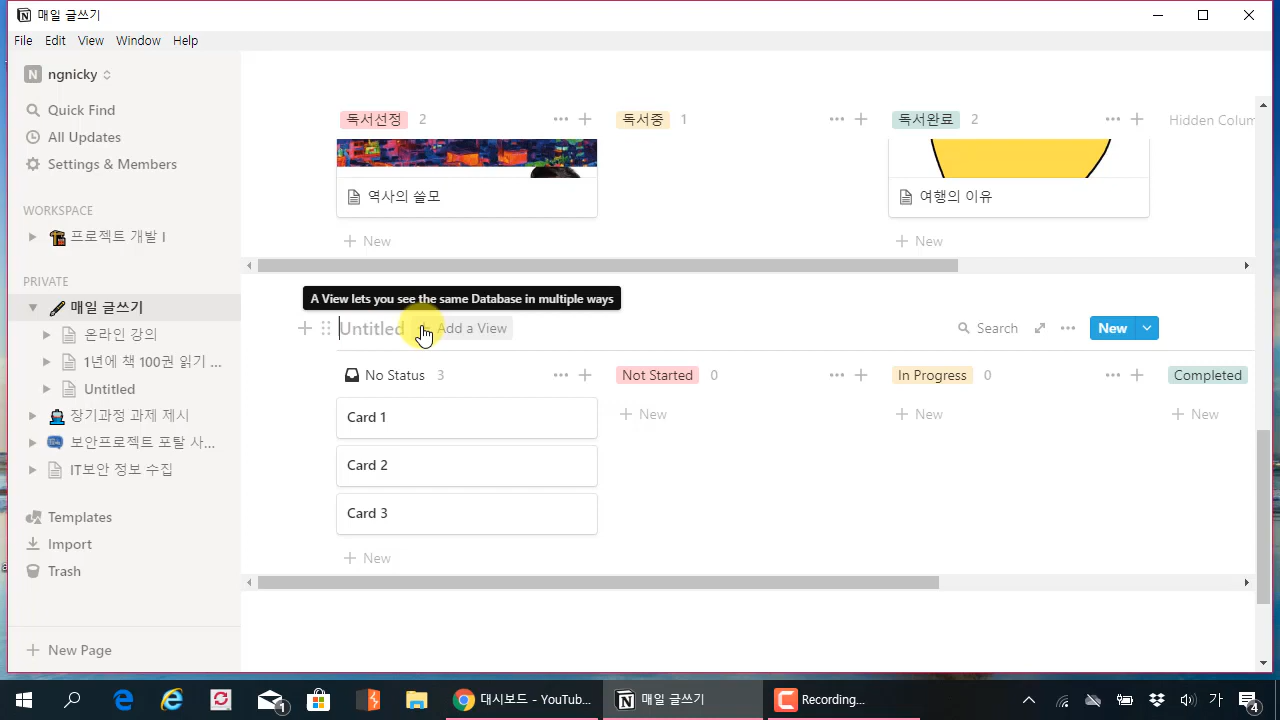 매일 글쓰기
File Edit View Window Help
N ngnicky
Quick Find
All Updates
Settings & Members
WORKSPACE
프로젝트 개발 I
PRIVATE
매일 글쓰기
온라인 강의
1년에 책 100권 읽기 ...
Untitled
장기과정 과제 제시
보안프로젝트 포탈 사...
IT보안 정보 수집
Templates
Import
Trash
New Page
독서선정 2 독서중 1 독서완료 2 Hidden Colum
역사의 쓸모 여행의 이유
New New
A View lets you see the same Database in multiple ways
Untitled Add a View Search New
No Status 3 Not Started 0 In Progress 0 Completed
Card 1 New New New
Card 2
Card 3
New
대시보드 - YouTub... 매일 글쓰기 Recording... 가
1 4